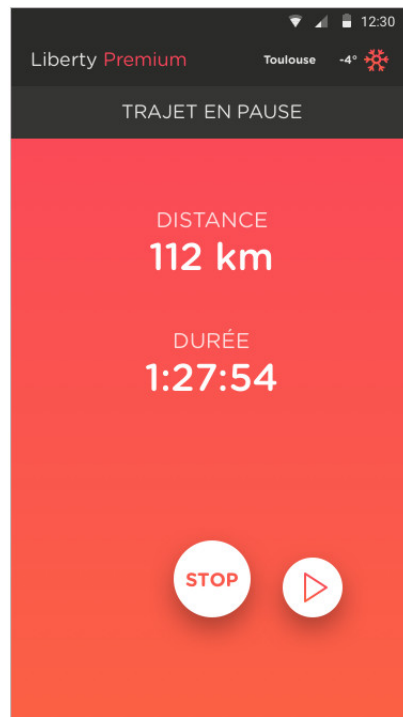 12:30
Liberty Premium Toulouse -4°
TRAJET EN PAUSE
DISTANCE
112 km
DURÉE
1:27:54
STOP